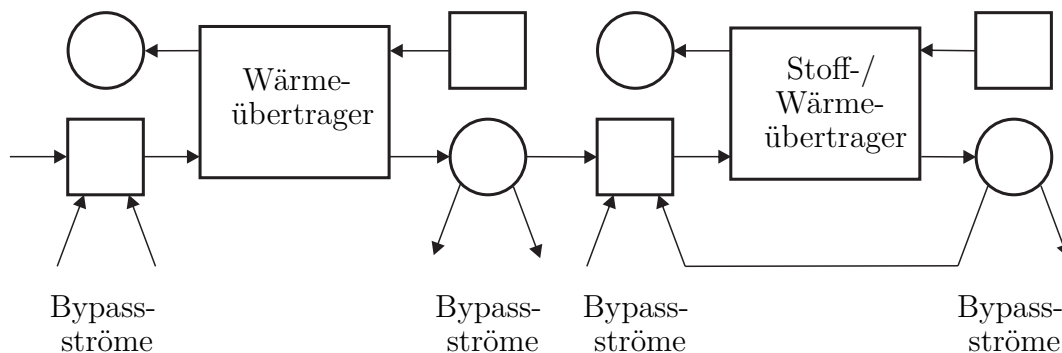 Wärme-
übertrager
Stoff-/
Wärme-
übertrager
Bypass-
ströme
Bypass-
ströme
Bypass-
ströme
Bypass-
ströme